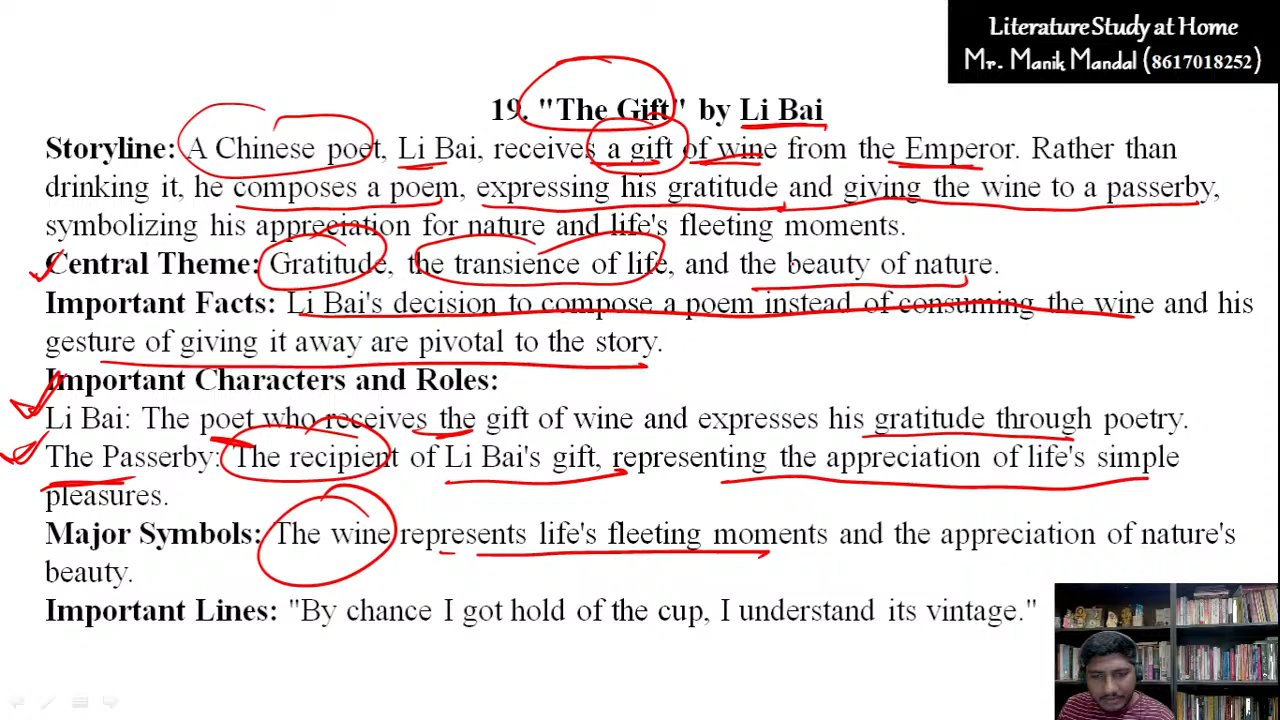 Literature Study at Home
Mr. Manik Mandal (8617018252)
19. "The Gift" by Li Bai
Storyline: A Chinese poet, Li Bai, receives a gift of wine from the Emperor. Rather than
drinking it, he composes a poem, expressing his gratitude and giving the wine to a passerby,
symbolizing his appreciation for nature and life's fleeting moments.
Central Theme: Gratitude, the transience of life, and the beauty of nature.
Important Facts: Li Bai's decision to compose a poem instead of consuming the wine and his
gesture of giving it away are pivotal to the story.
Important Characters and Roles:
Li Bai: The poet who receives the gift of wine and expresses his gratitude through poetry.
The Passerby: The recipient of Li Bai's gift, representing the appreciation of life's simple
pleasures.
Major Symbols: The wine represents life's fleeting moments and the appreciation of nature's
beauty.
Important Lines: "By chance I got hold of the cup, I understand its vintage."